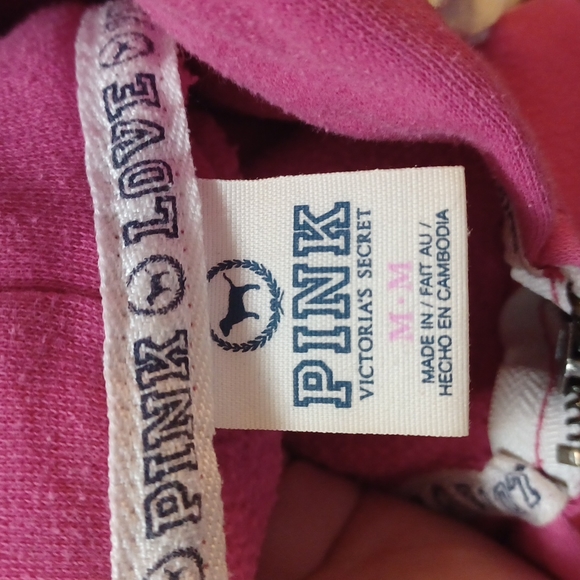 PINK LOVE
PINK
VICTORIA'S SECRET
M - M
MADE IN / FAIT AU /
HECHO EN CAMBODIA